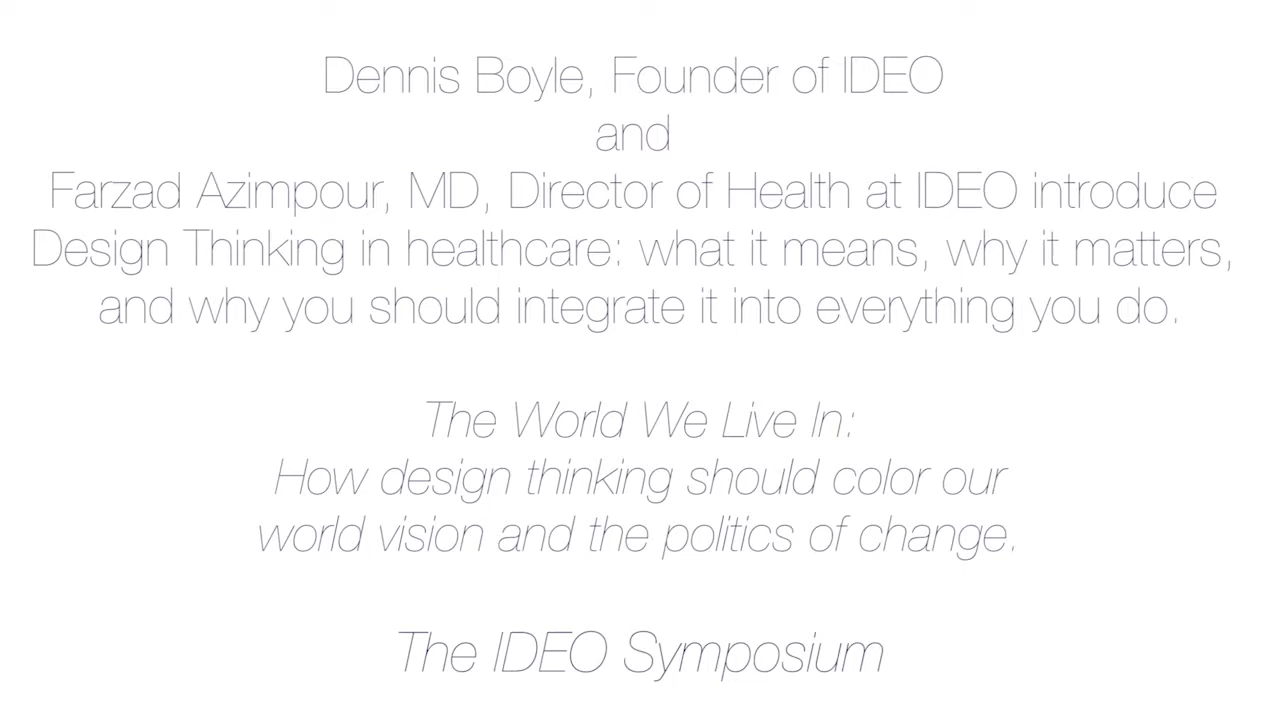 Dennis Boyle, Founder of IDEO
and
Farzad Azimpour, MD, Director of Health at IDEO introduce
Design Thinking in healthcare: what it means, why it matters,
and why you should integrate it into everything you do.
The World We Live In:
How design thinking should color our
world vision and the politics of change.
The IDEO Symposium